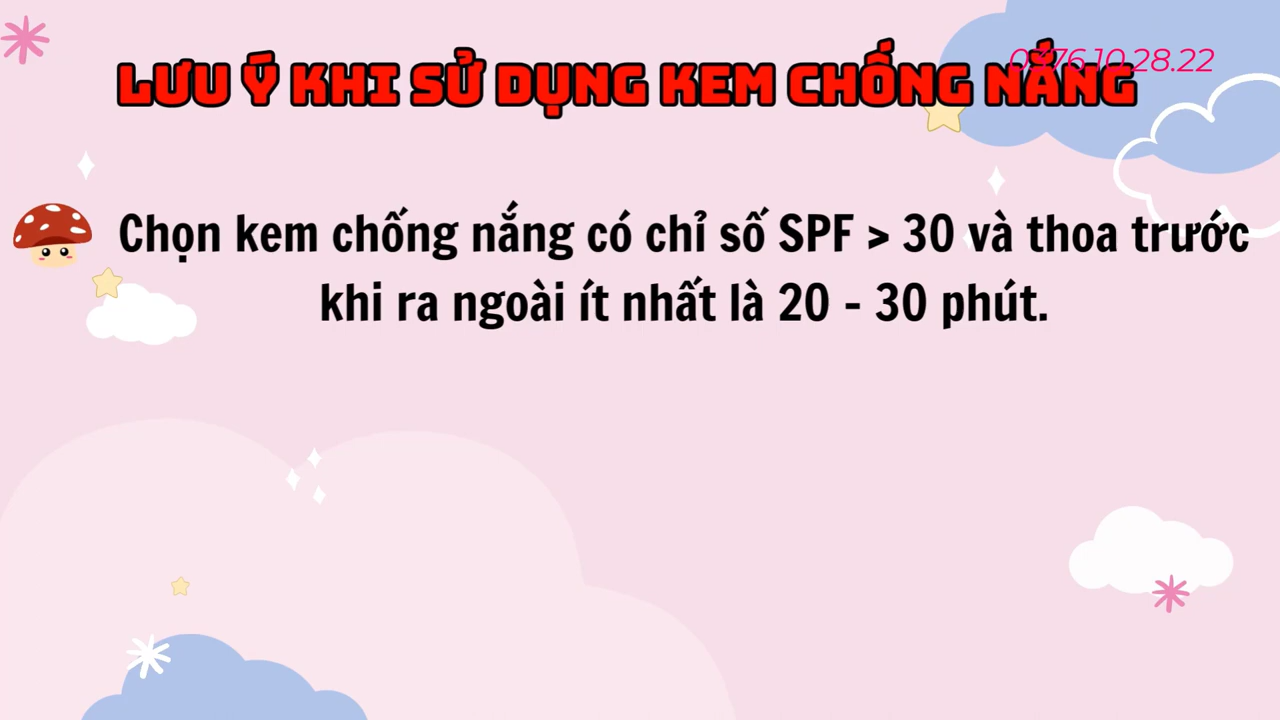 LƯU Ý KHI SỬ DỤNG KEM CHỐNG NẮNG
0376.10.28.22
Chọn kem chống nắng có chỉ số SPF > 30 và thoa trước
khi ra ngoài ít nhất là 20 - 30 phút.